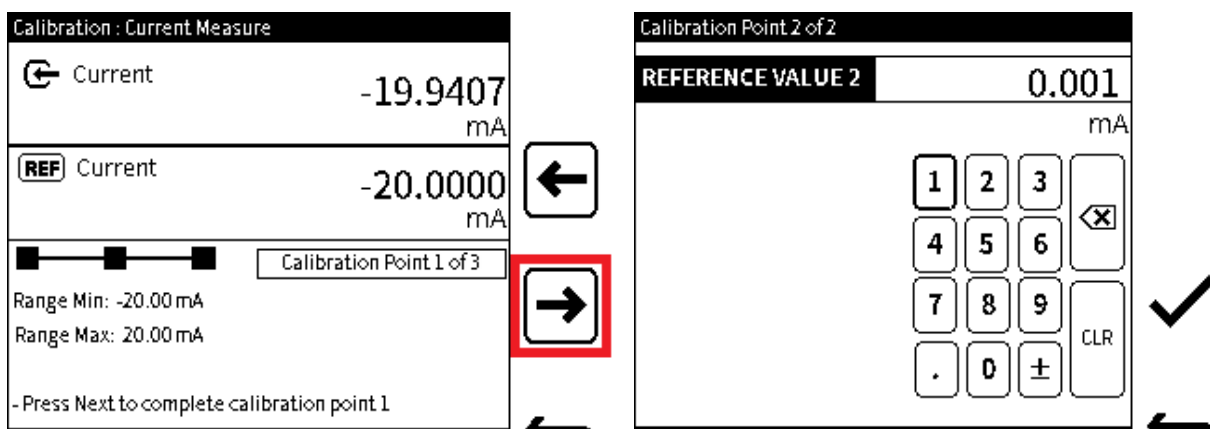 Calibration : Current Measure
Current
-19.9407
mA
REF Current
-20.0000
mA
Calibration Point 1 of 3
Range Min: -20.00 mA
Range Max: 20.00 mA
- Press Next to complete calibration point 1
Calibration Point 2 of 2
REFERENCE VALUE 2 0.001
mA
1 2 3
4 5 6
7 8 9
CLR
. 0 ±